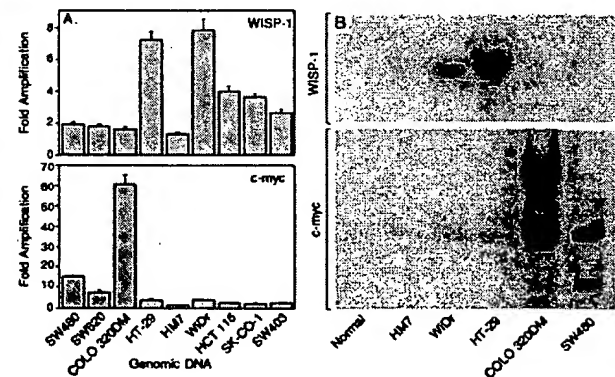 A.
WISP-1
Fold Amplification
8
6
4
2
0
c-myc
Fold Amplification
70
60
50
40
30
20
10
0
SW480
SW620
COLO 320DM
HT-29
HM7
WiDr
HCT 116
SK-CO-1
SW403
Genomic DNA
B.
WISP-1
c-myc
Normal
HM7
WiDr
HT-29
COLO 320DM
SW480